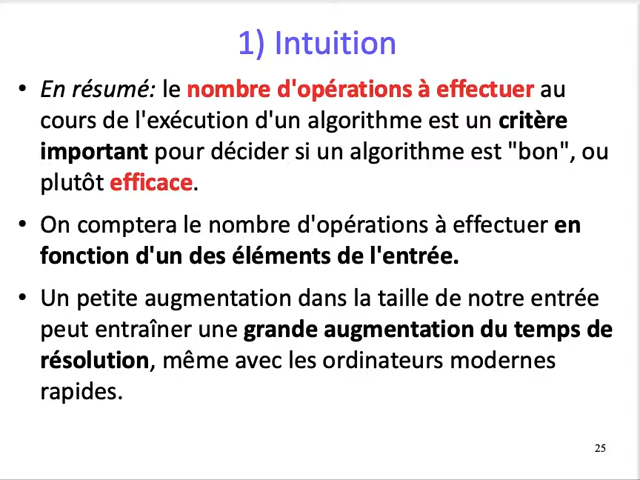 1) Intuition
• En résumé: le nombre d'opérations à effectuer au
cours de l'exécution d'un algorithme est un critère
important pour décider si un algorithme est "bon", ou
plutôt efficace.
• On comptera le nombre d'opérations à effectuer en
fonction d'un des éléments de l'entrée.
• Un petite augmentation dans la taille de notre entrée
peut entraîner une grande augmentation du temps de
résolution, même avec les ordinateurs modernes
rapides.
25